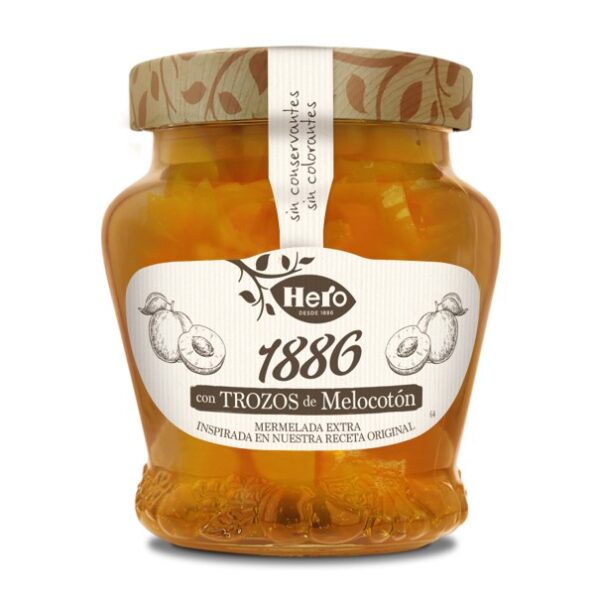 sin conservantes
sin colorantes
Hero
DESDE 1886
1886
con TROZOS de Melocotón
MERMELADA EXTRA
INSPIRADA EN NUESTRA RECETA ORIGINAL